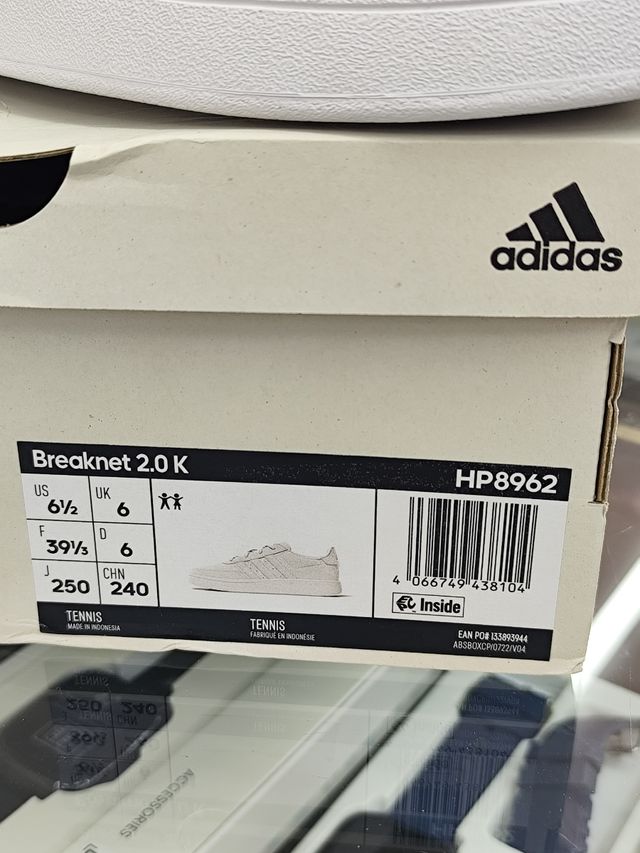 adidas
Breaknet 2.0 K
HP8962
US
6½
UK
6
F
39⅓
D
6
J
250
CHN
240
4 066749 438104
Inside
TENNIS
MADE IN INDONESIA
TENNIS
FABRIQUÉ EN INDONÉSIE
EAN PO# 133893944
ABSBOXCP/0722/V04
ACCESSORIES